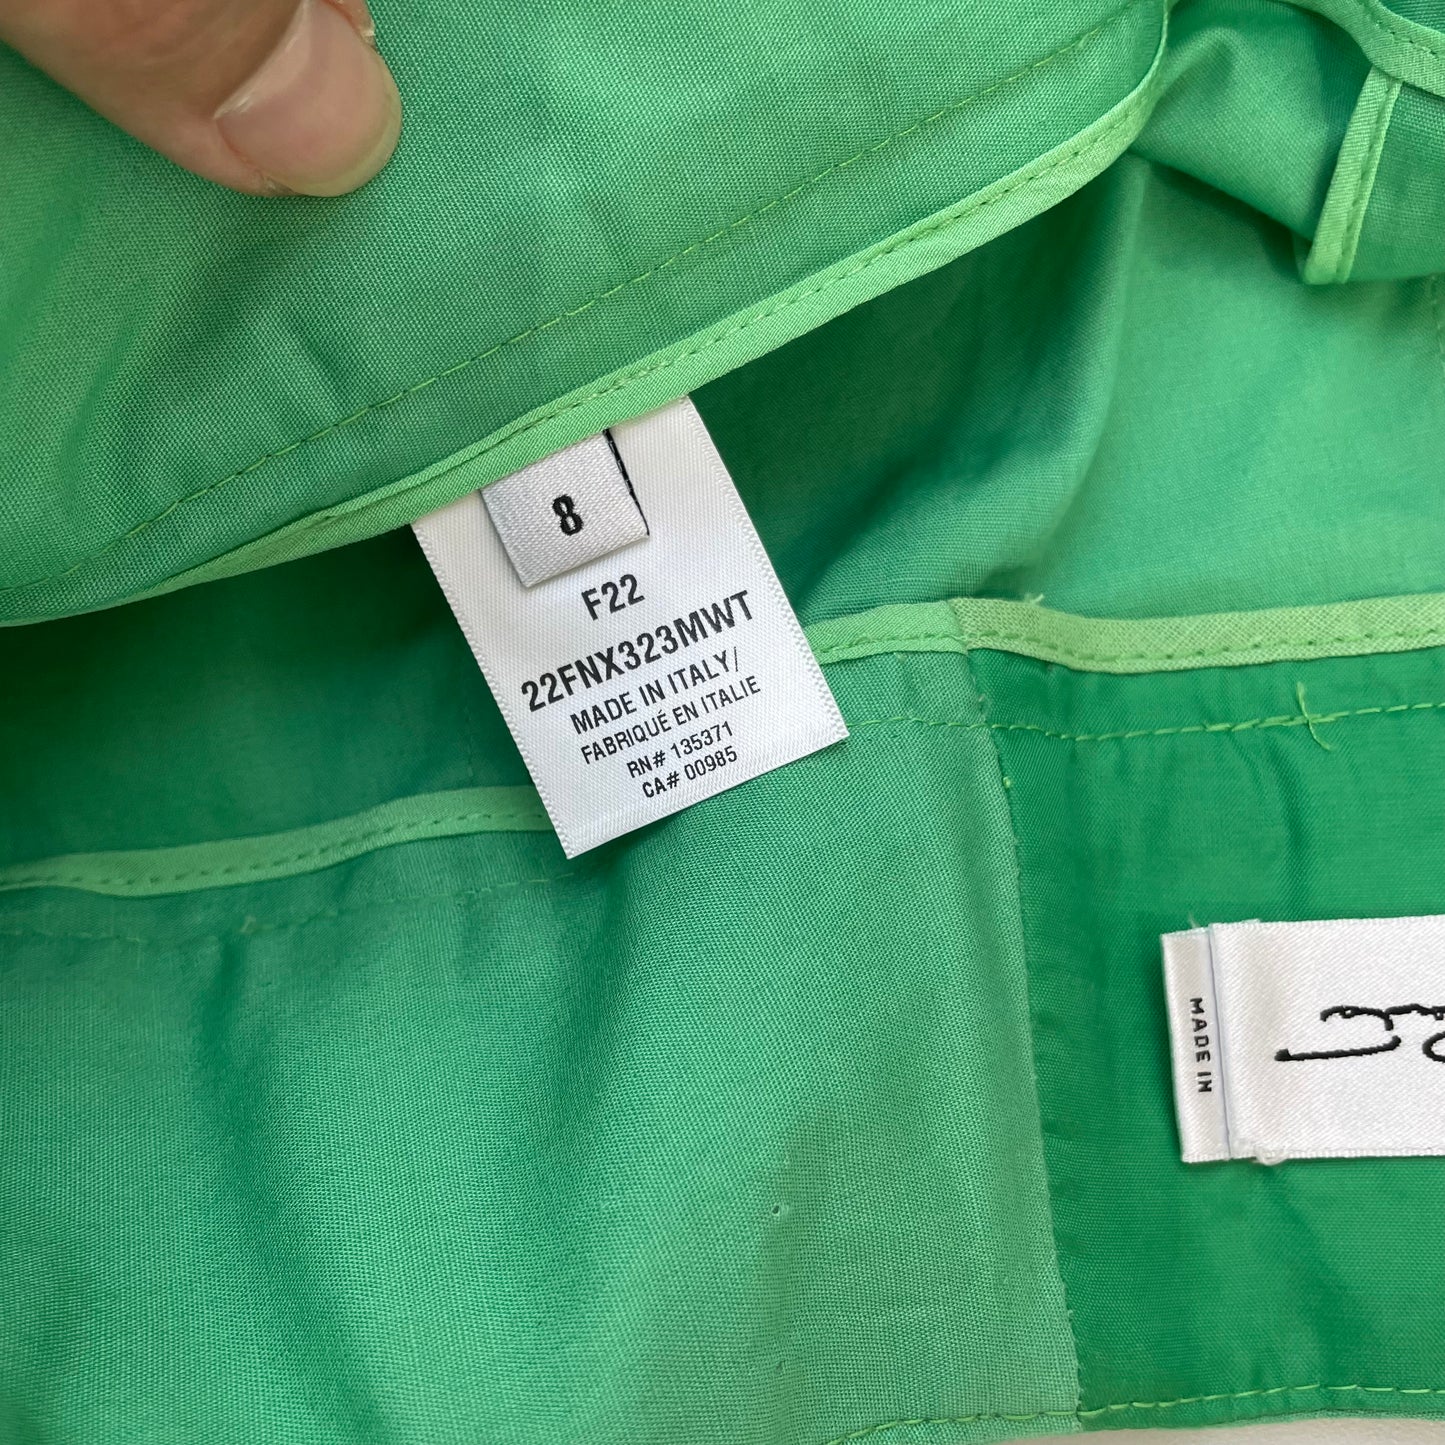 8
F22
22FNX323MWT
MADE IN ITALY/
FABRIQUÉ EN ITALIE
RN# 135371
CA# 00985
MADE IN